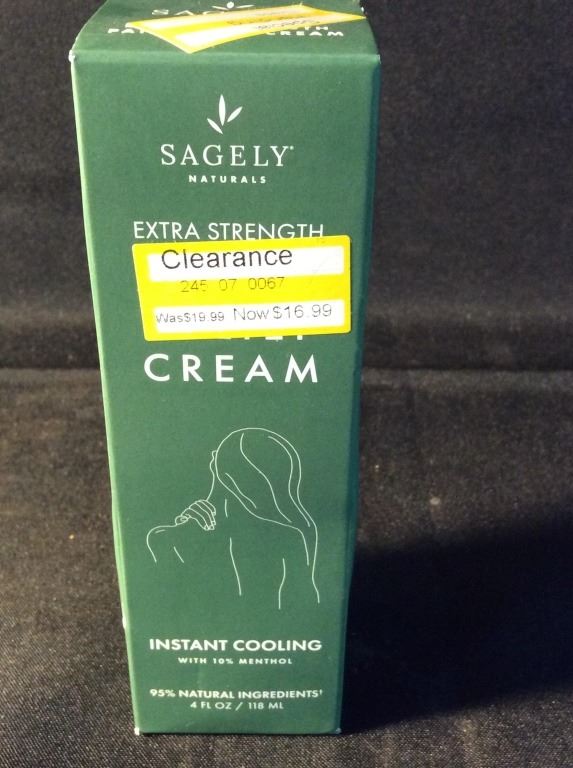 SAGELY
NATURALS
EXTRA STRENGTH
Clearance
245 07 0067
Was$19.99 Now$16.99
CREAM
INSTANT COOLING
WITH 10% MENTHOL
95% NATURAL INGREDIENTS†
4 FL OZ / 118 ML